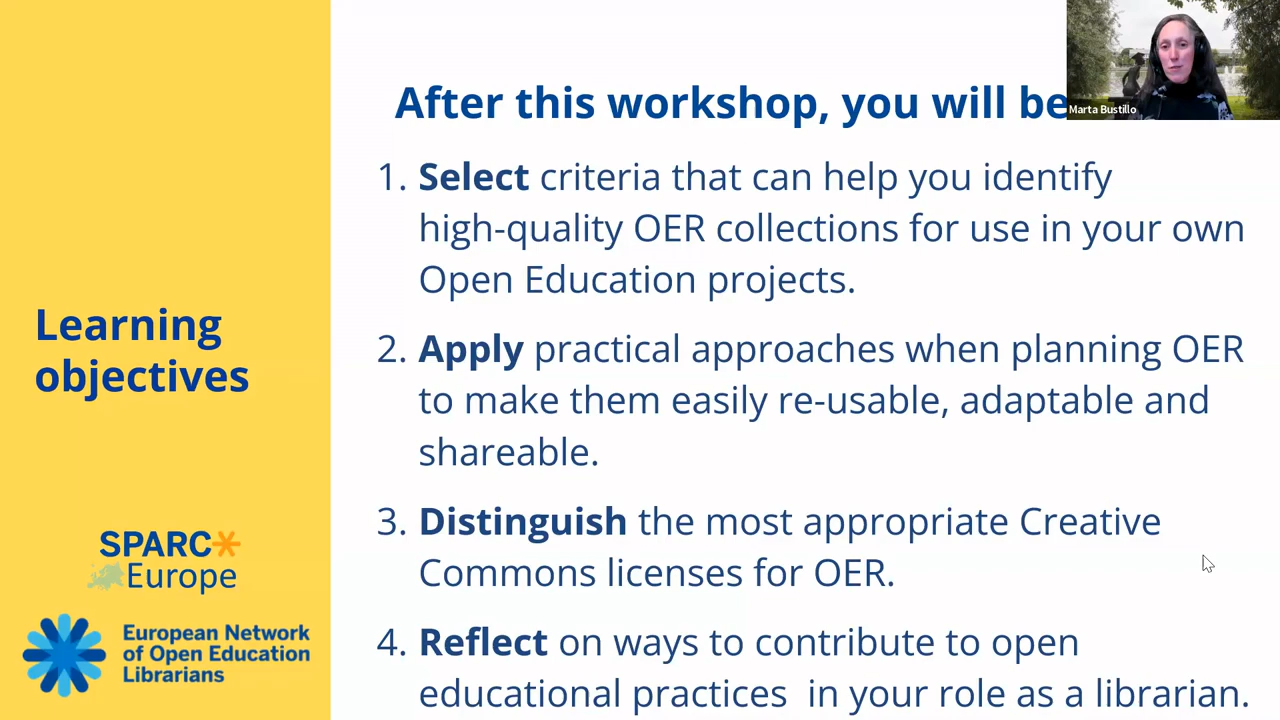 After this workshop, you will be
Marta Bustillo
1. Select criteria that can help you identify
high-quality OER collections for use in your own
Open Education projects.
2. Apply practical approaches when planning OER
to make them easily re-usable, adaptable and
shareable.
3. Distinguish the most appropriate Creative
Commons licenses for OER.
4. Reflect on ways to contribute to open
educational practices  in your role as a librarian.
Learning
objectives
SPARC
Europe
European Network
of Open Education
Librarians